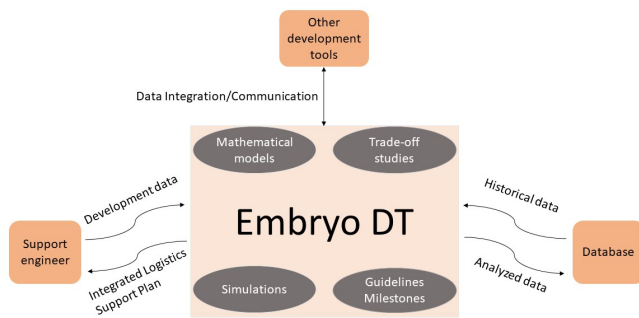 Other
development
tools
Data Integration/Communication
Mathematical
models
Trade-off
studies
Development data
Historical data
Embryo DT
Support
engineer
Database
Integrated Logistics
Support Plan
Analyzed data
Simulations
Guidelines
Milestones